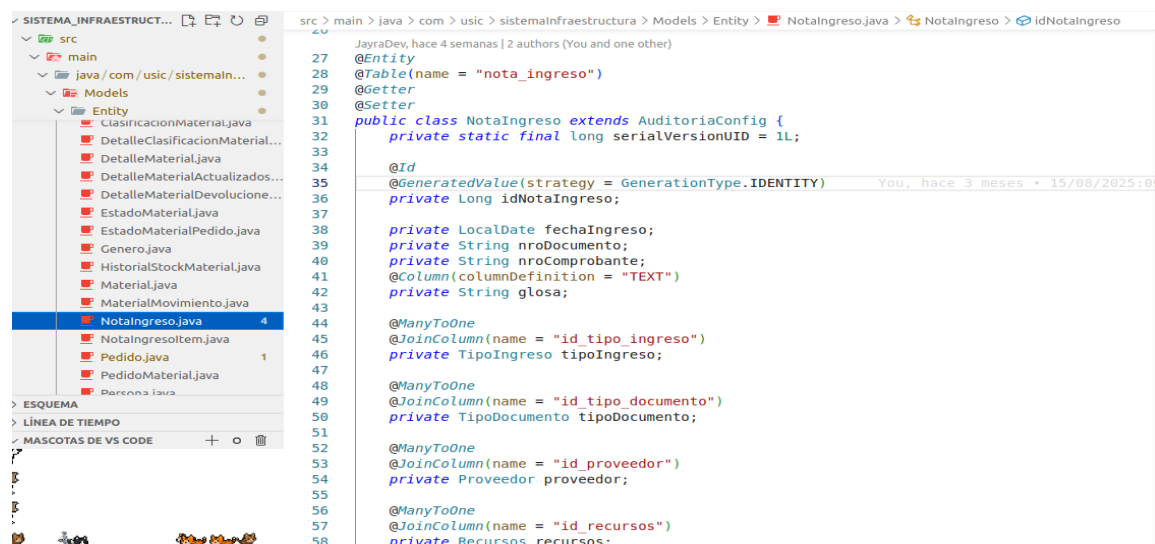 SISTEMA_INFRAESTRUCT...
src
main
java/com/usic/sistemaIn...
Models
Entity
ClasificacionMaterial.java
DetalleClasificacionMaterial...
DetalleMaterial.java
DetalleMaterialActualizados...
DetalleMaterialDevolucione...
EstadoMaterial.java
EstadoMaterialPedido.java
Genero.java
HistorialStockMaterial.java
Material.java
MaterialMovimiento.java
NotaIngreso.java 4
NotaIngresoItem.java
Pedido.java 1
PedidoMaterial.java
Persona.java
ESQUEMA
LÍNEA DE TIEMPO
MASCOTAS DE VS CODE
src > main > java > com > usic > sistemaInfraestructura > Models > Entity > NotaIngreso.java > NotaIngreso > idNotaIngreso
26
JayraDev, hace 4 semanas | 2 authors (You and one other)
27 @Entity
28 @Table(name = "nota_ingreso")
29 @Getter
30 @Setter
31 public class NotaIngreso extends AuditoriaConfig {
32 private static final long serialVersionUID = 1L;
33
34 @Id
35 @GeneratedValue(strategy = GenerationType.IDENTITY) You, hace 3 meses • 15/08/2025:09
36 private Long idNotaIngreso;
37
38 private LocalDate fechaIngreso;
39 private String nroDocumento;
40 private String nroComprobante;
41 @Column(columnDefinition = "TEXT")
42 private String glosa;
43
44 @ManyToOne
45 @JoinColumn(name = "id_tipo_ingreso")
46 private TipoIngreso tipoIngreso;
47
48 @ManyToOne
49 @JoinColumn(name = "id_tipo_documento")
50 private TipoDocumento tipoDocumento;
51
52 @ManyToOne
53 @JoinColumn(name = "id_proveedor")
54 private Proveedor proveedor;
55
56 @ManyToOne
57 @JoinColumn(name = "id_recursos")
58 private Recursos recursos;